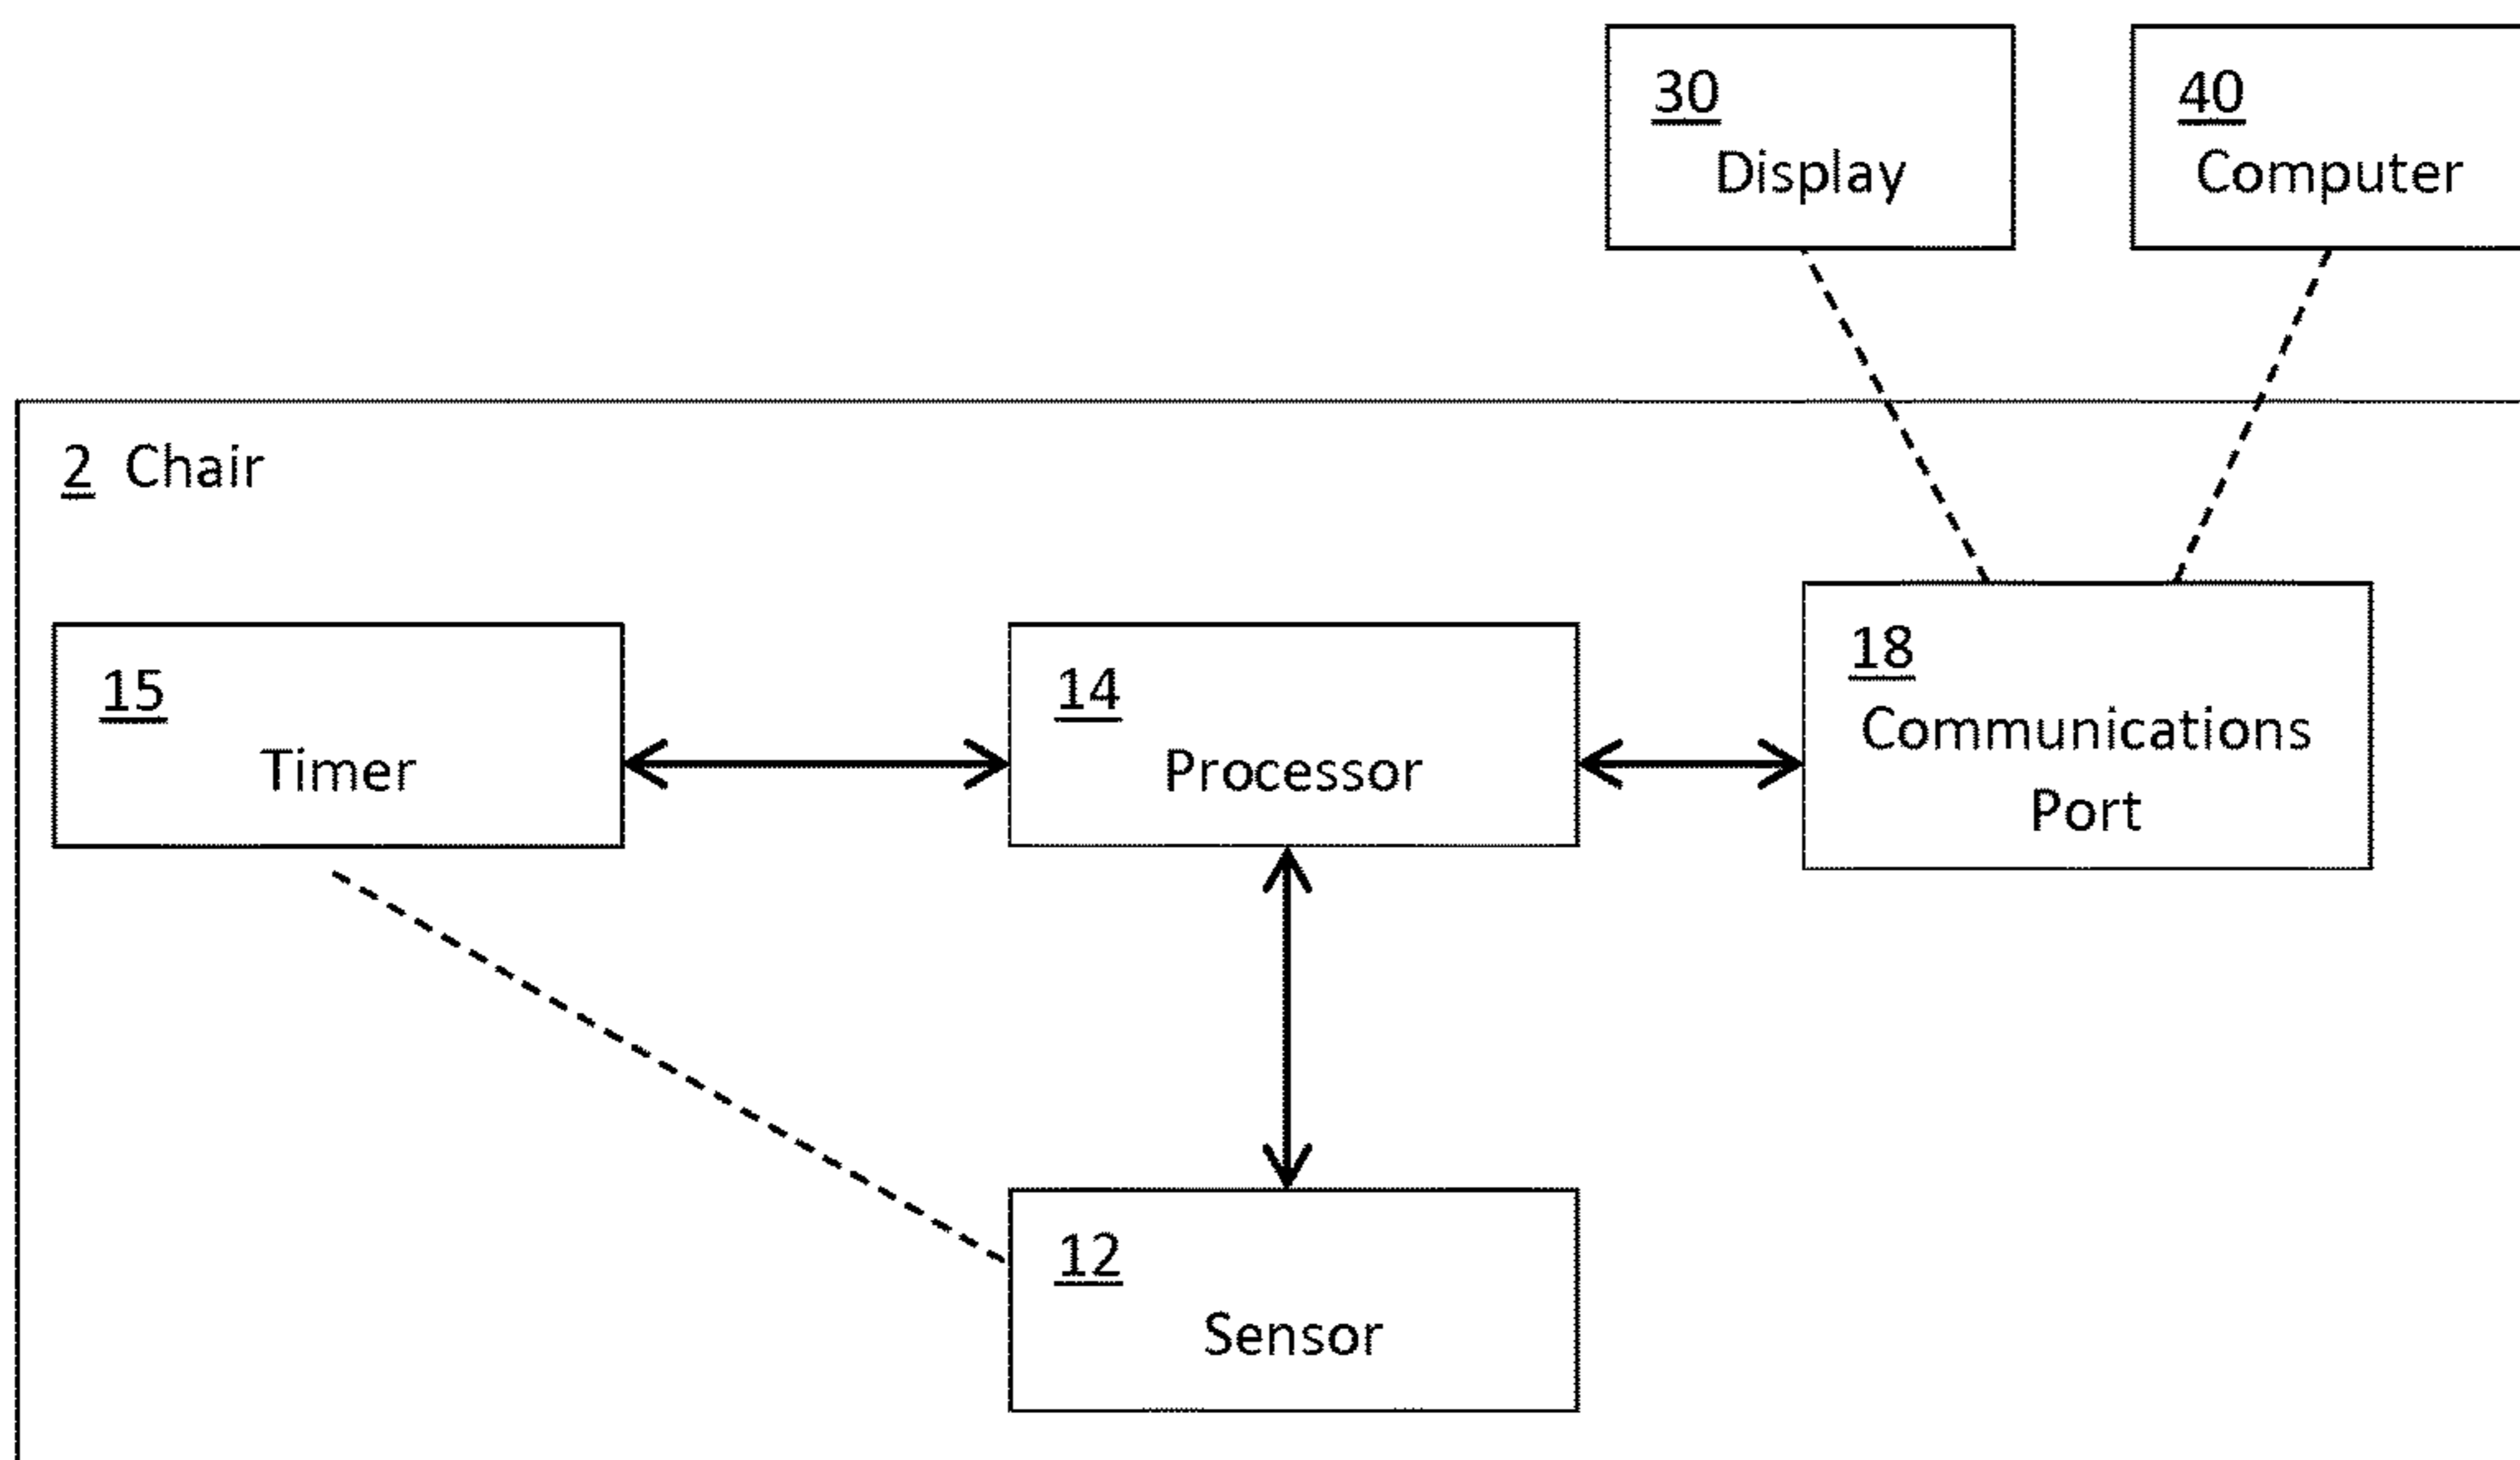 30
Display
40
Computer
2 Chair
15
Timer
14
Processor
18
Communications
Port
12
Sensor